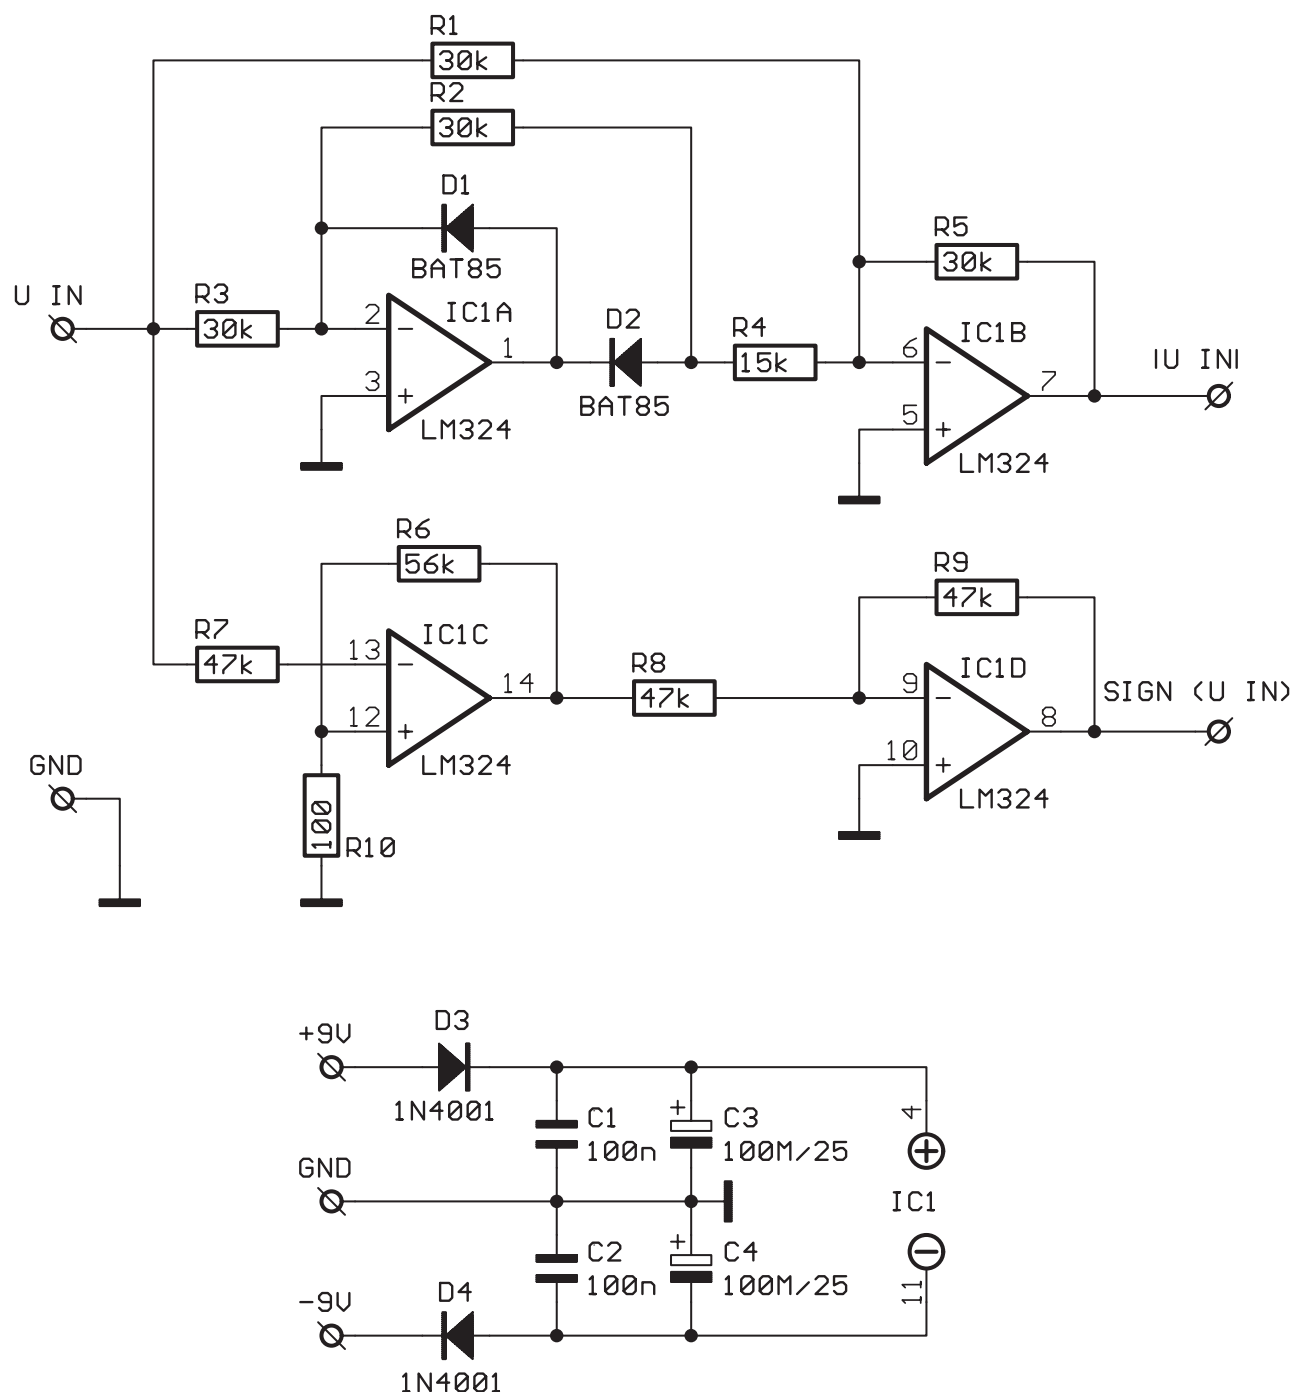 R1
30k
R2
30k
D1
BAT85
R5
30k
U IN
R3
30k
2
IC1A
1
3
LM324
D2
BAT85
R4
15k
6
IC1B
7
5
LM324
|U IN|
R6
56k
R9
47k
R7
47k
13
IC1C
14
12
LM324
R8
47k
9
IC1D
8
10
LM324
SIGN (U IN)
GND
100
R10
+9V
D3
1N4001
C1
100n
+
C3
100M/25
4
GND
IC1
C2
100n
+
C4
100M/25
11
-9V
D4
1N4001